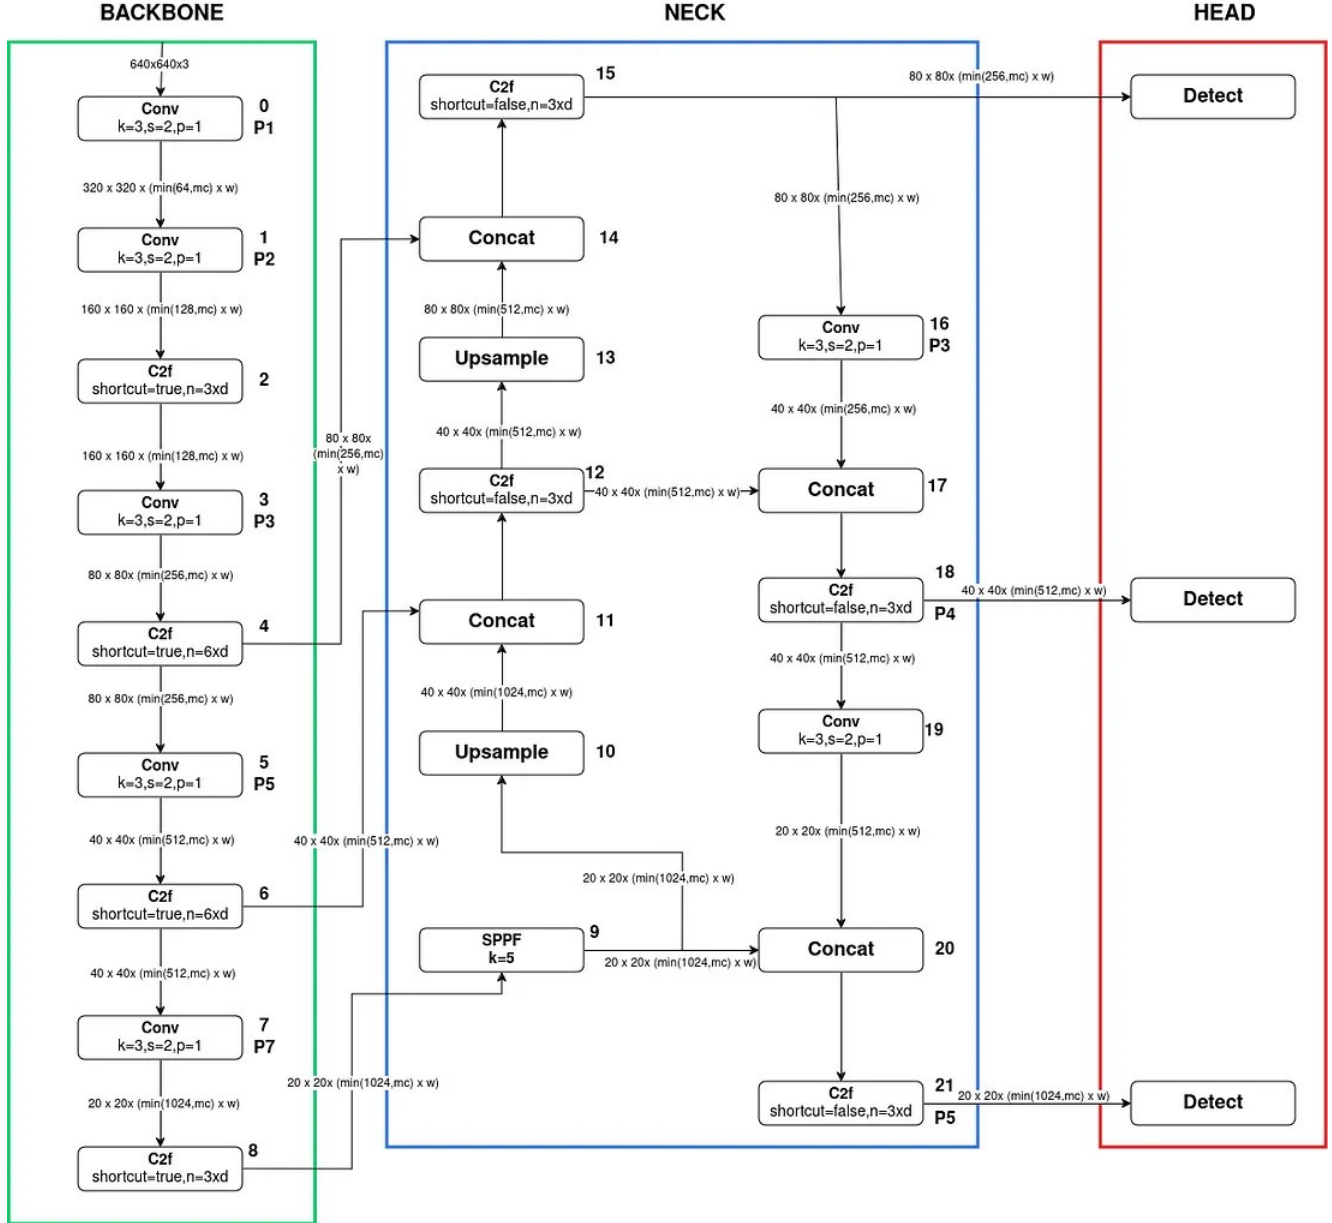 BACKBONE
640x640x3
Conv
k=3,s=2,p=1
0
P1
320 x 320 x (min(64,mc) x w)
Conv
k=3,s=2,p=1
1
P2
160 x 160 x (min(128,mc) x w)
C2f
shortcut=true,n=3xd
2
160 x 160 x (min(128,mc) x w)
Conv
k=3,s=2,p=1
3
P3
80 x 80x (min(256,mc) x w)
C2f
shortcut=true,n=6xd
4
80 x 80x (min(256,mc) x w)
Conv
k=3,s=2,p=1
5
P5
40 x 40x (min(512,mc) x w)
C2f
shortcut=true,n=6xd
6
40 x 40x (min(512,mc) x w)
Conv
k=3,s=2,p=1
7
P7
20 x 20x (min(1024,mc) x w)
C2f
shortcut=true,n=3xd
8
80 x 80x
(min(256,mc)
x w)
40 x 40x (min(512,mc) x w)
20 x 20x (min(1024,mc) x w)
NECK
C2f
shortcut=false,n=3xd
15
Concat
14
80 x 80x (min(512,mc) x w)
Upsample
13
40 x 40x (min(512,mc) x w)
C2f
shortcut=false,n=3xd
12
40 x 40x (min(512,mc) x w)
Concat
11
40 x 40x (min(1024,mc) x w)
Upsample
10
20 x 20x (min(1024,mc) x w)
SPPF
k=5
9
20 x 20x (min(1024,mc) x w)
80 x 80x (min(256,mc) x w)
80 x 80x (min(256,mc) x w)
Conv
k=3,s=2,p=1
16
P3
40 x 40x (min(256,mc) x w)
Concat
17
C2f
shortcut=false,n=3xd
18
P4
40 x 40x (min(512,mc) x w)
40 x 40x (min(512,mc) x w)
Conv
k=3,s=2,p=1
19
20 x 20x (min(512,mc) x w)
Concat
20
C2f
shortcut=false,n=3xd
21
P5
20 x 20x (min(1024,mc) x w)
HEAD
Detect
Detect
Detect